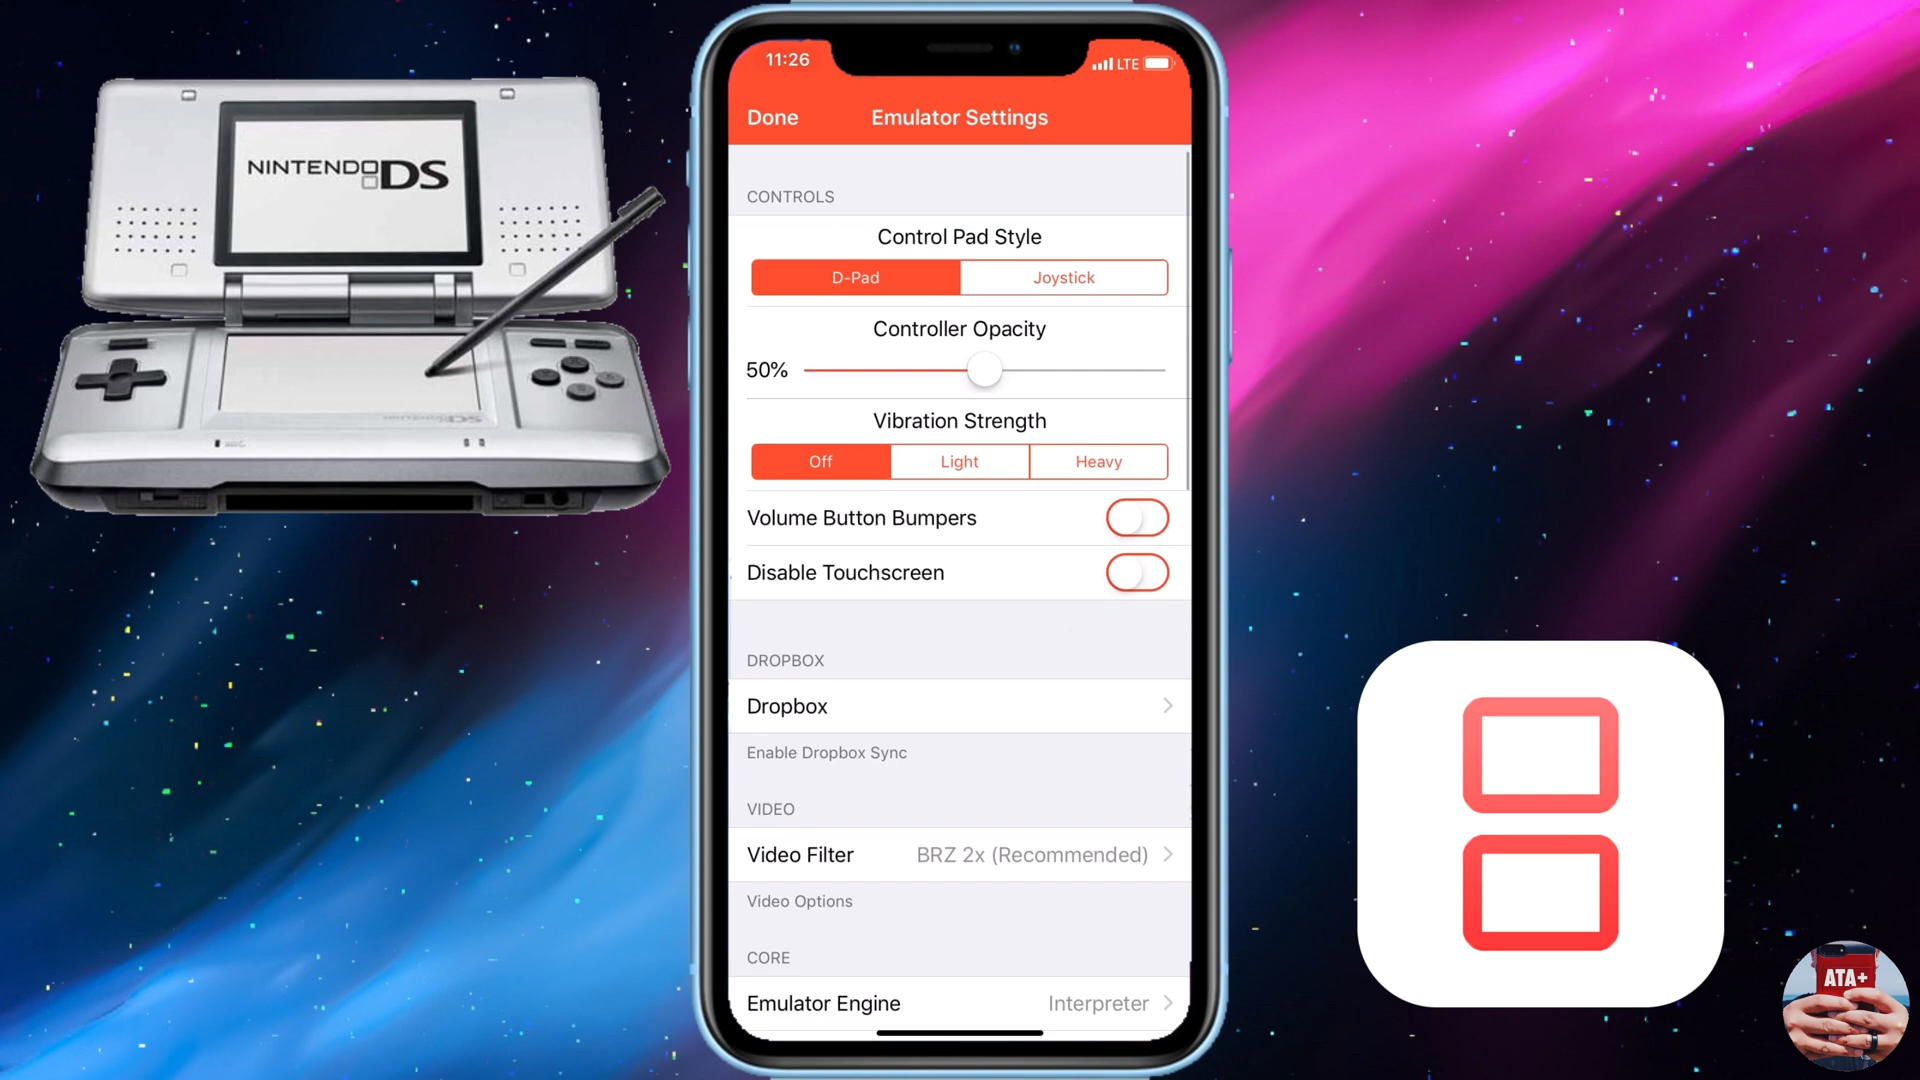 NINTENDO DS
11:26
LTE
Done
Emulator Settings
CONTROLS
Control Pad Style
D-Pad
Joystick
Controller Opacity
50%
Vibration Strength
Off
Light
Heavy
Volume Button Bumpers
Disable Touchscreen
DROPBOX
Dropbox
Enable Dropbox Sync
VIDEO
Video Filter
BRZ 2x (Recommended)
Video Options
CORE
Emulator Engine
Interpreter
ATA+